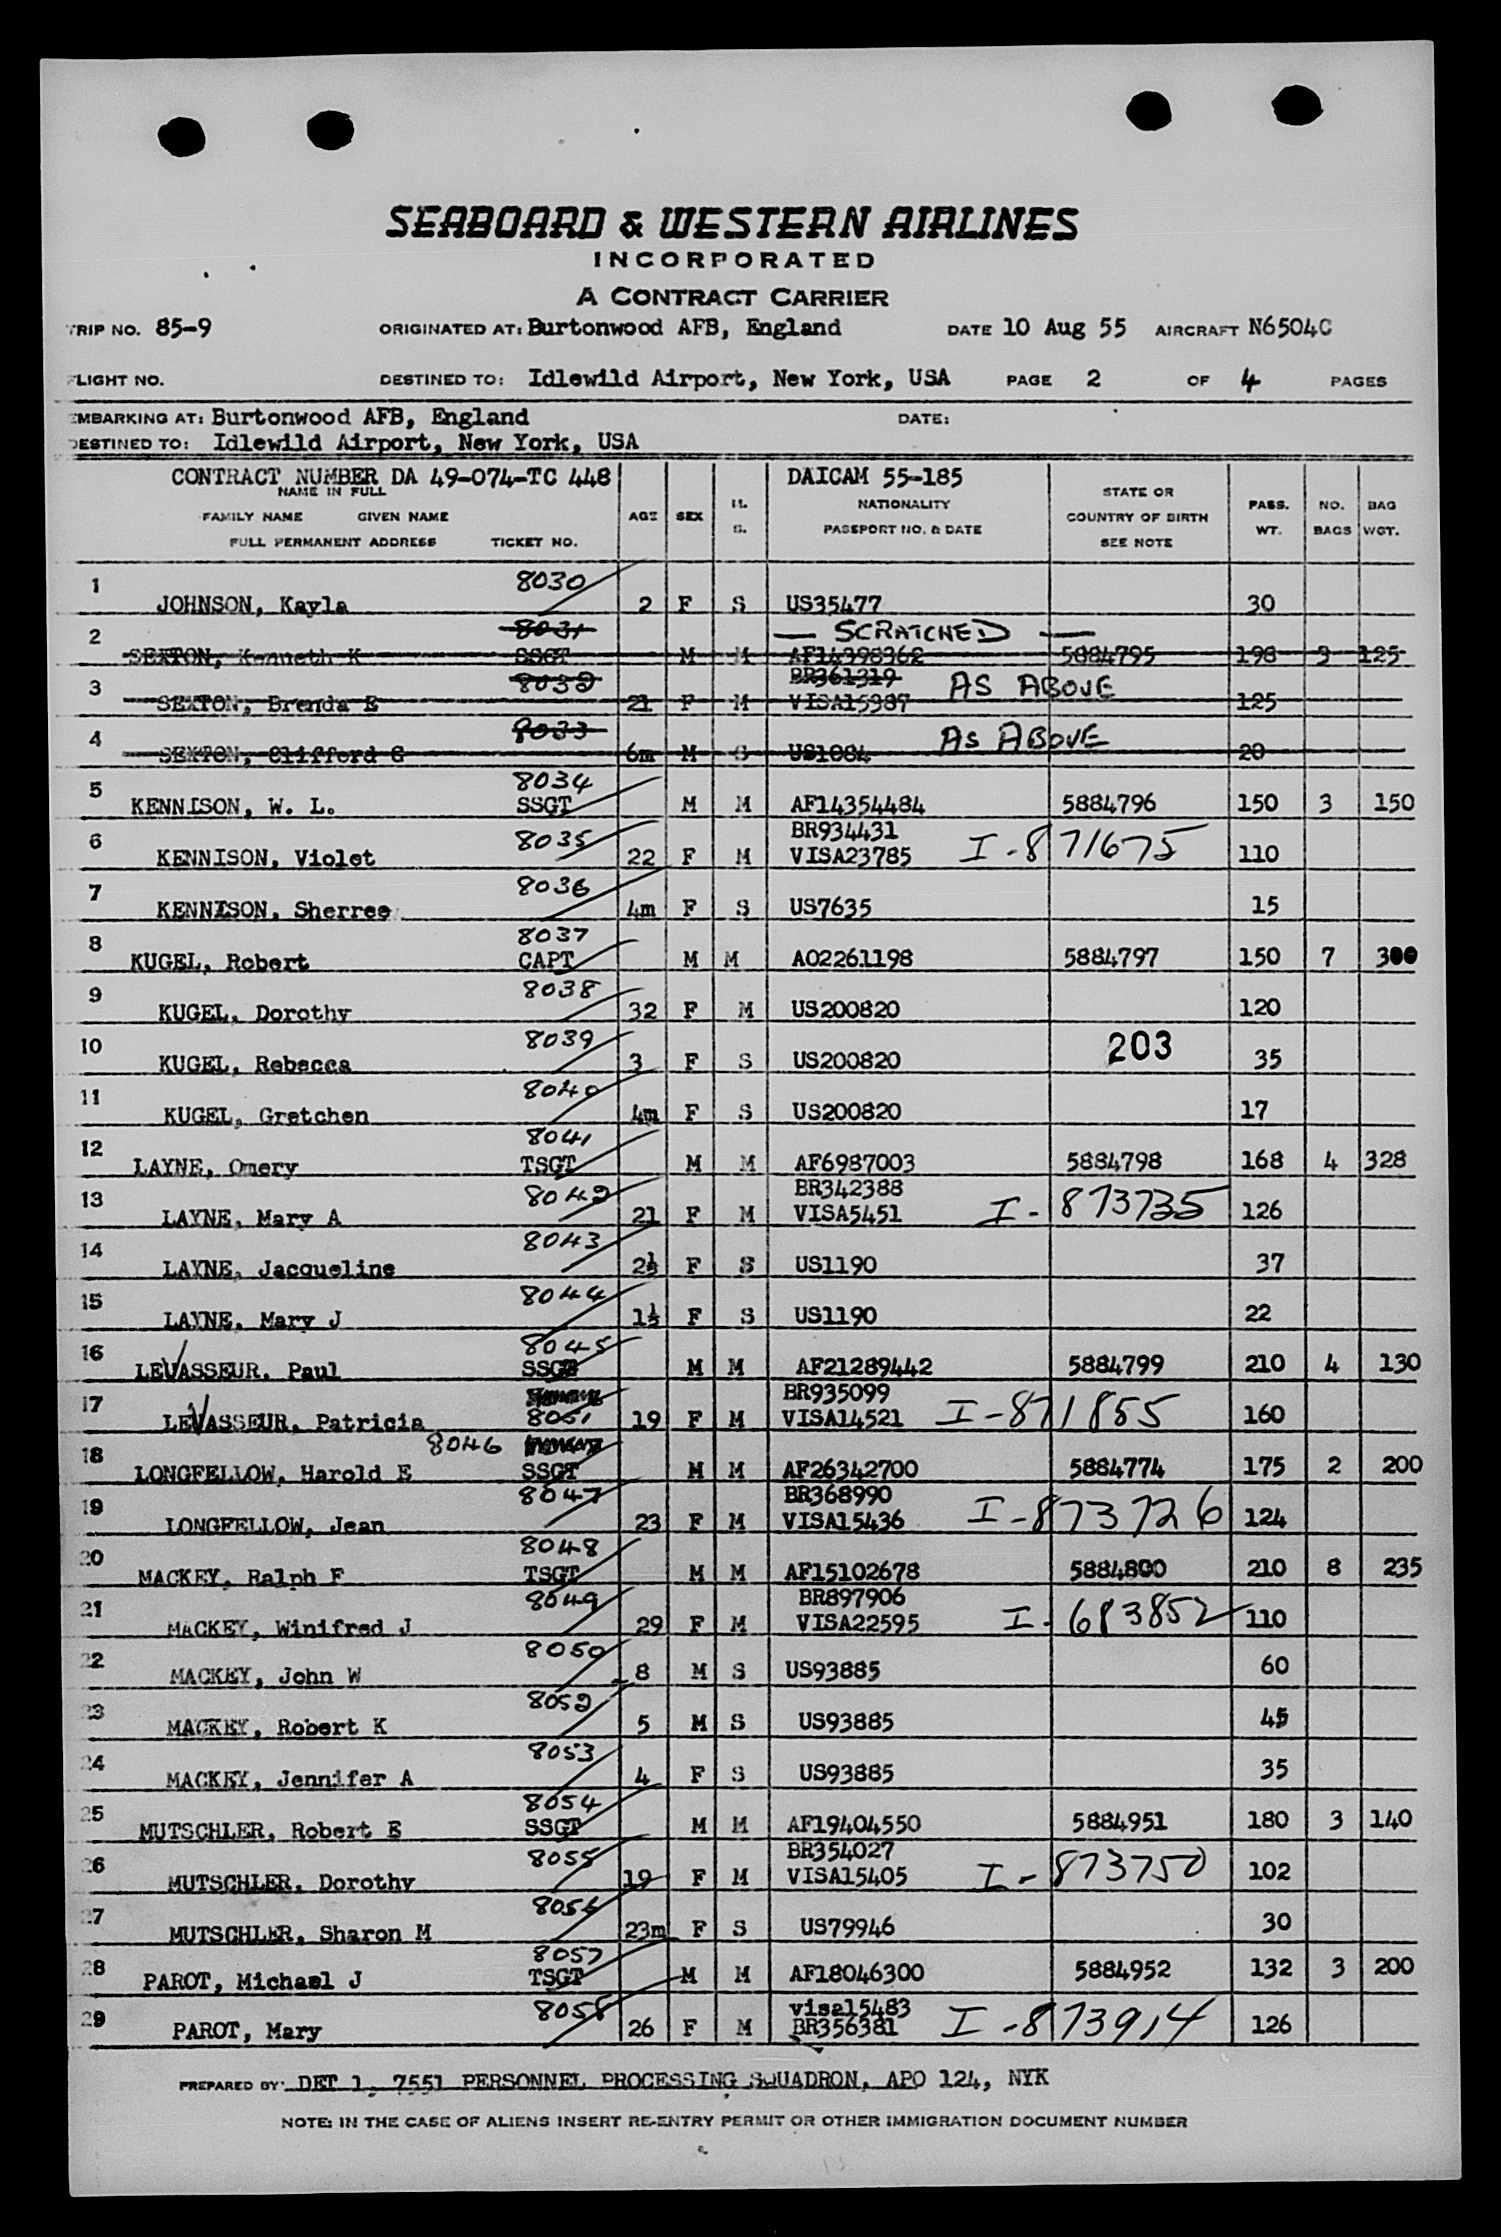 SEABOARD & WESTERN AIRLINES
INCORPORATED
A CONTRACT CARRIER
TRIP NO. 85-9 ORIGINATED AT: Burtonwood AFB, England DATE 10 Aug 55 AIRCRAFT N6504C
FLIGHT NO. DESTINED TO: Idlewild Airport, New York, USA PAGE 2 OF 4 PAGES
EMBARKING AT: Burtonwood AFB, England DATE:
DESTINED TO: Idlewild Airport, New York, USA
CONTRACT NUMBER DA 49-074-TC 448 DAICAM 55-185
NAME IN FULL
FAMILY NAME GIVEN NAME
FULL PERMANENT ADDRESS TICKET NO.
AGE SEX M. S.
NATIONALITY
PASSPORT NO. & DATE
STATE OR
COUNTRY OF BIRTH
SEE NOTE
PASS. WT.
NO. BAGS
BAG WGT.
8030
1 JOHNSON, Kayla 2 F S US35477 30
8031 — SCRATCHED —
2 SEXTON, Kenneth K SSGT M M AF14398362 5884795 198 3 125
8032 BR361319 AS ABOVE
3 SEXTON, Brenda E 21 F M VISA15387 125
8033 AS ABOVE
4 SEXTON, Clifford G 6m M S US1084 20
8034
5 KENNISON, W. L. SSGT M M AF14354484 5884796 150 3 150
8035 BR934431 I-871675
6 KENNISON, Violet 22 F M VISA23785 110
8036
7 KENNISON, Sherree 4m F S US7635 15
8037
8 KUGEL, Robert CAPT M M AO2261198 5884797 150 7 300
8038
9 KUGEL, Dorothy 32 F M US200820 120
8039 203
10 KUGEL, Rebecca 3 F S US200820 35
8040
11 KUGEL, Gretchen 4m F S US200820 17
8041
12 LAYNE, Omery TSGT M M AF6987003 5884798 168 4 328
8042 BR342388 I-873735
13 LAYNE, Mary A 21 F M VISA5451 126
8043
14 LAYNE, Jacqueline 2½ F S US1190 37
8044
15 LAYNE, Mary J 1½ F S US1190 22
8045
16 LEVASSEUR, Paul SSGT M M AF21289442 5884799 210 4 130
BR935099 I-871855
17 LEVASSEUR, Patricia 8051 19 F M VISA14521 160
8046
18 LONGFELLOW, Harold E SSGT M M AF26342700 5884774 175 2 200
8047 BR368990 I-873726
19 LONGFELLOW, Jean 23 F M VISA15436 124
8048
20 MACKEY, Ralph F TSGT M M AF15102678 5884800 210 8 235
8049 BR897906 I-683852
21 MACKEY, Winifred J 29 F M VISA22595 110
8050
22 MACKEY, John W 8 M S US93885 60
8052
23 MACKEY, Robert K 5 M S US93885 45
8053
24 MACKEY, Jennifer A 4 F S US93885 35
8054
25 MUTSCHLER, Robert E SSGT M M AF19404550 5884951 180 3 140
8055 BR354027 I-873750
26 MUTSCHLER, Dorothy 19 F M VISA15405 102
8056
27 MUTSCHLER, Sharon M 23m F S US79946 30
8057
28 PAROT, Michael J TSGT M M AF18046300 5884952 132 3 200
8058 visa15483 I-873914
29 PAROT, Mary 26 F M BR356381 126
PREPARED BY: DET 1, 7551 PERSONNEL PROCESSING SQUADRON, APO 124, NYK
NOTE: IN THE CASE OF ALIENS INSERT RE-ENTRY PERMIT OR OTHER IMMIGRATION DOCUMENT NUMBER